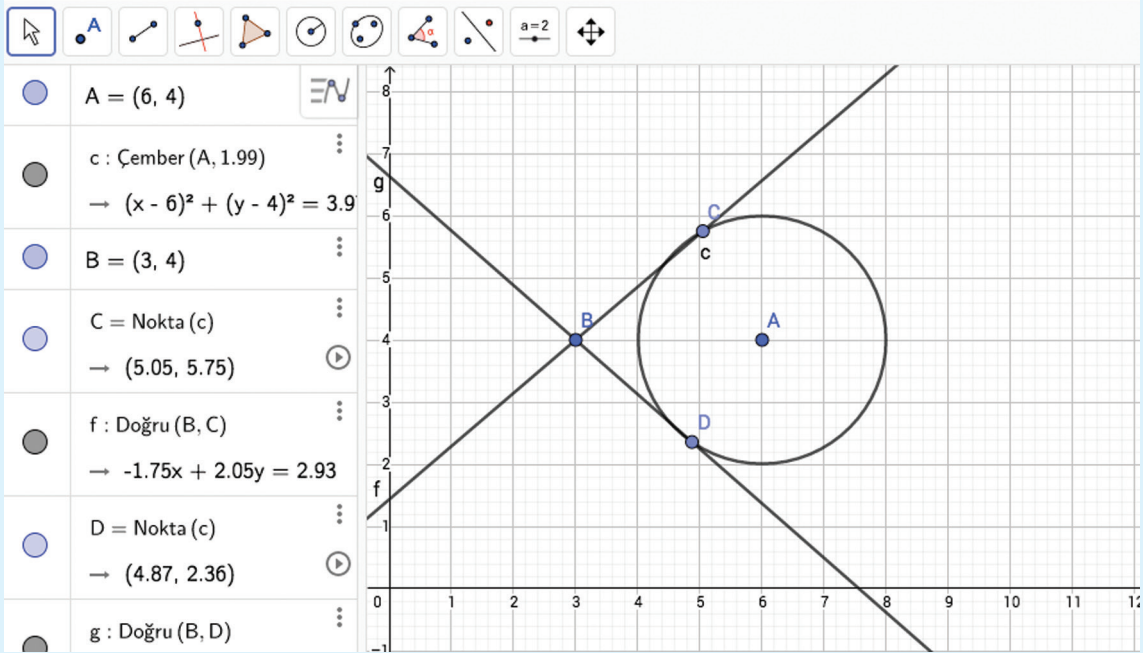 A
α
a=2
A = (6, 4)
c : Çember (A, 1.99)
→ (x - 6)² + (y - 4)² = 3.9
B = (3, 4)
C = Nokta (c)
→ (5.05, 5.75)
f : Doğru (B, C)
→ -1.75x + 2.05y = 2.93
D = Nokta (c)
→ (4.87, 2.36)
g : Doğru (B, D)
8
7
g
6
C
c
5
B
A
4
3
D
2
f
1
0 1 2 3 4 5 6 7 8 9 10 11 12
-1